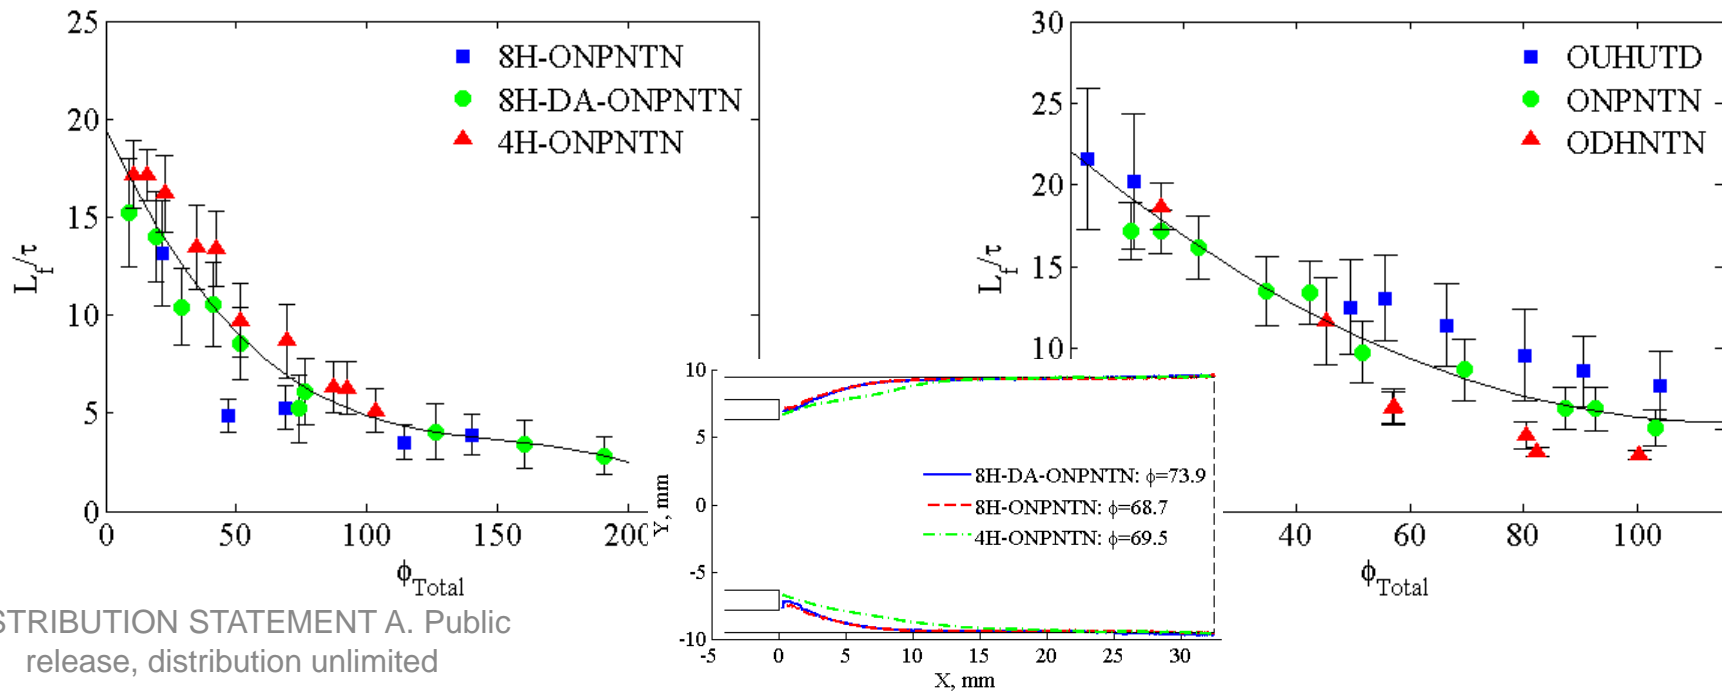 25
20
15
10
5
0
L_f/τ
8H-ONPNTN
8H-DA-ONPNTN
4H-ONPNTN
0
50
100
150
200
ϕ_Total
30
25
20
15
10
L_f/τ
OUHUTD
ONPNTN
ODHNTN
40
60
80
100
ϕ_Total
10
5
0
-5
-10
Y, mm
8H-DA-ONPNTN: ϕ=73.9
8H-ONPNTN: ϕ=68.7
4H-ONPNTN: ϕ=69.5
-5
0
5
10
15
20
25
30
X, mm
STRIBUTION STATEMENT A. Public
release, distribution unlimited